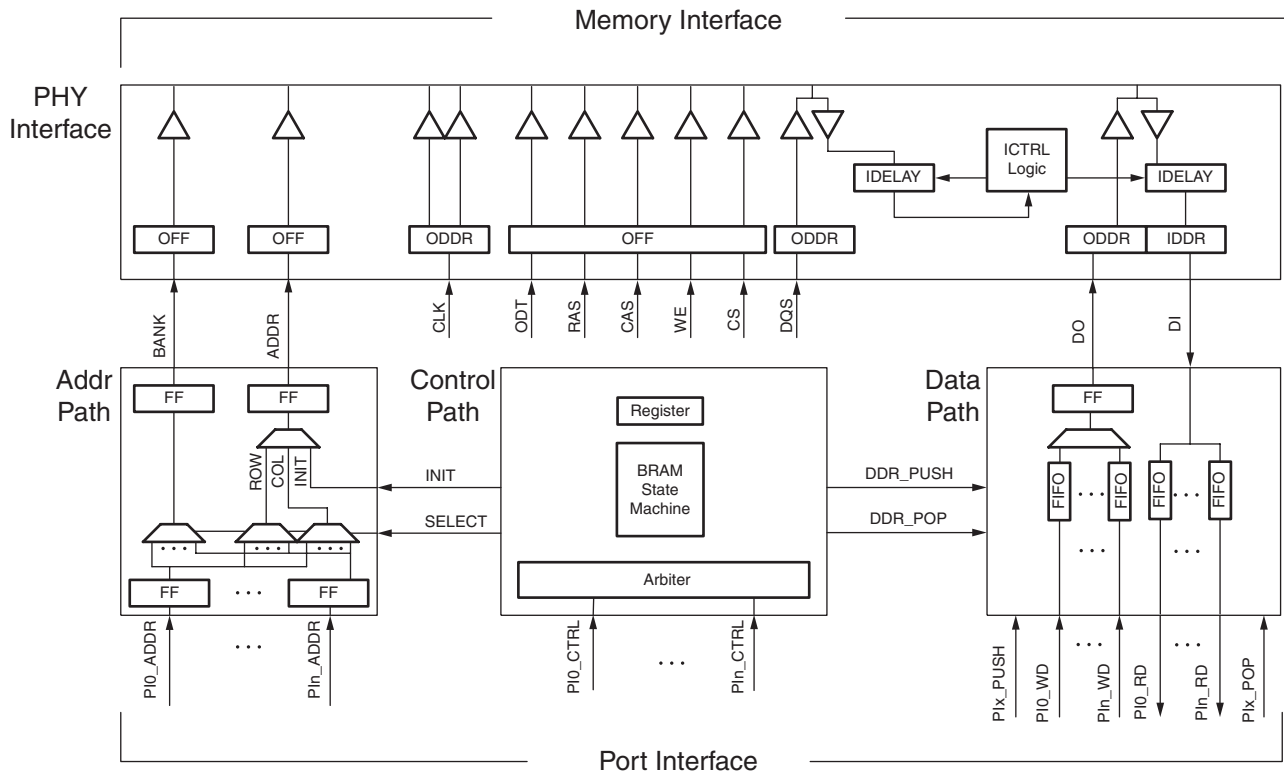 Memory Interface
PHY
Interface
ICTRL
Logic
IDELAY
IDELAY
OFF
OFF
ODDR
OFF
ODDR
ODDR
IDDR
BANK
ADDR
CLK
ODT
RAS
CAS
WE
CS
DQS
DO
DI
Addr
Path
FF
FF
ROW
COL
INIT
...
...
...
FF
...
FF
PI0_ADDR
...
PIn_ADDR
INIT
SELECT
Control
Path
Register
BRAM
State
Machine
Arbiter
PI0_CTRL
...
PIn_CTRL
DDR_PUSH
DDR_POP
Data
Path
FF
FIFO
...
FIFO
FIFO
...
FIFO
...
...
PIx_PUSH
PI0_WD
...
PIn_WD
PI0_RD
...
PIn_RD
PIx_POP
Port Interface